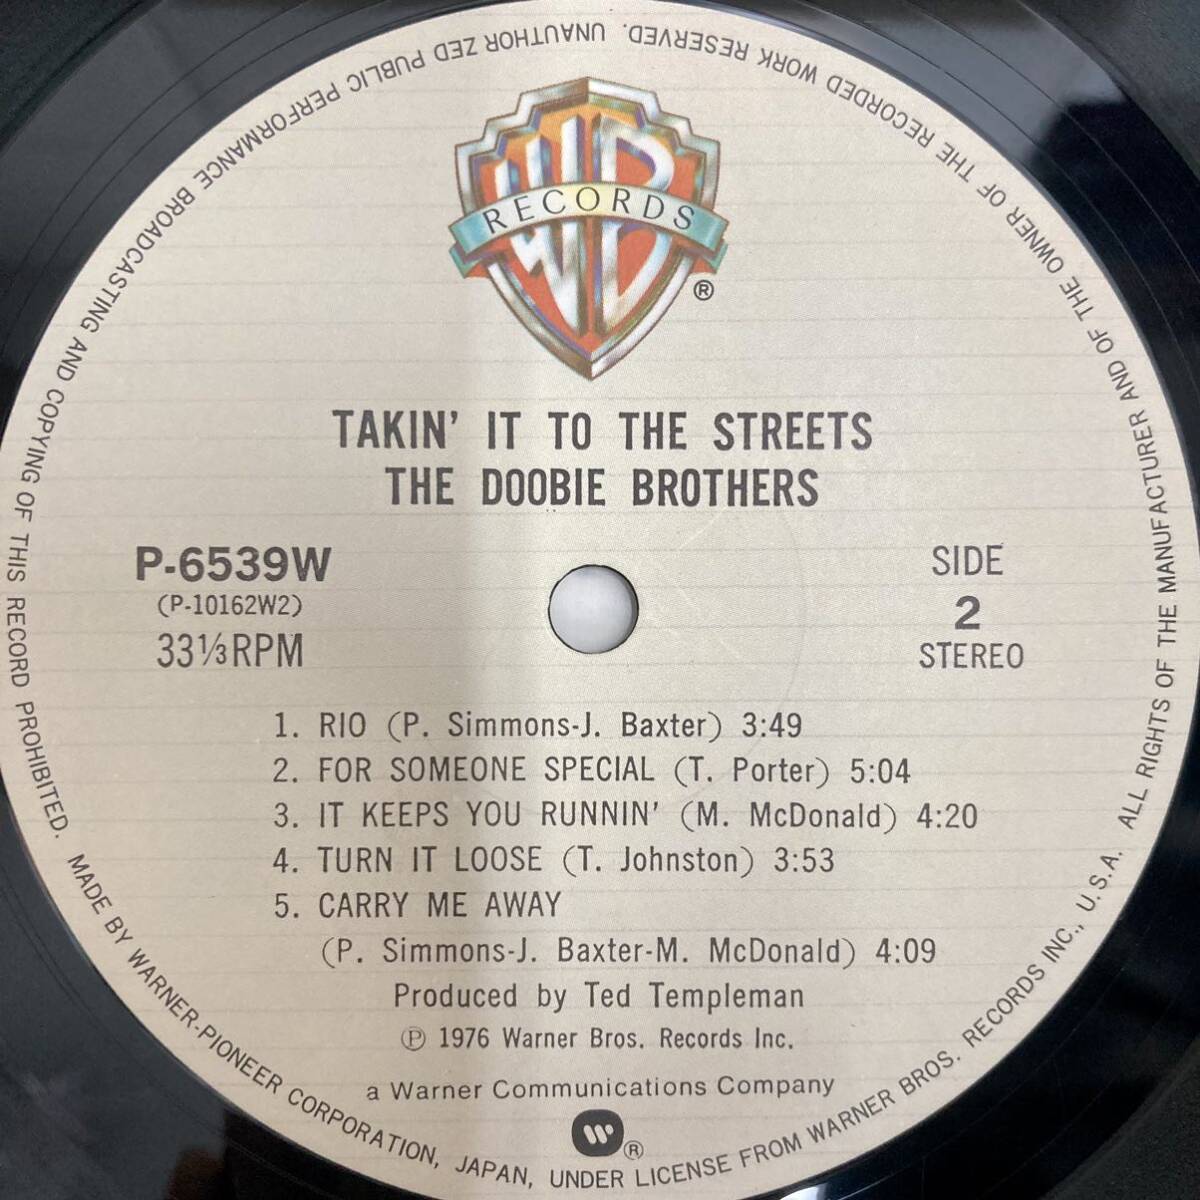 WB
RECORDS
®
TAKIN' IT TO THE STREETS
THE DOOBIE BROTHERS
P-6539W
(P-10162W2)
33⅓RPM
SIDE
2
STEREO
1. RIO (P. Simmons-J. Baxter) 3:49
2. FOR SOMEONE SPECIAL (T. Porter) 5:04
3. IT KEEPS YOU RUNNIN' (M. McDonald) 4:20
4. TURN IT LOOSE (T. Johnston) 3:53
5. CARRY ME AWAY
(P. Simmons-J. Baxter-M. McDonald) 4:09
Produced by Ted Templeman
℗ 1976 Warner Bros. Records Inc.
a Warner Communications Company
®
MADE BY WARNER-PIONEER CORPORATION, JAPAN, UNDER LICENSE FROM WARNER BROS. RECORDS INC., U.S.A. ALL RIGHTS OF THE MANUFACTURER AND OF THE OWNER OF THE RECORDED WORK RESERVED. UNAUTHOR ZED PUBLIC PERFORMANCE BROADCASTING AND COPYING OF THIS RECORD PROHIBITED.